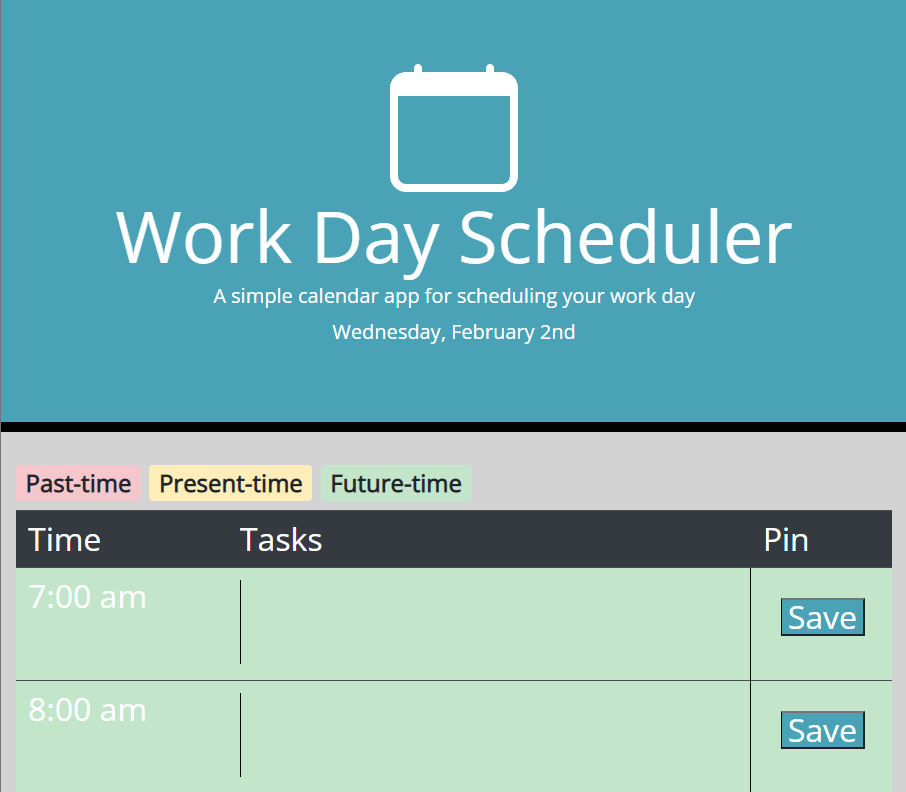 Work Day Scheduler
A simple calendar app for scheduling your work day
Wednesday, February 2nd
Past-time Present-time Future-time
Time Tasks Pin
7:00 am Save
8:00 am Save